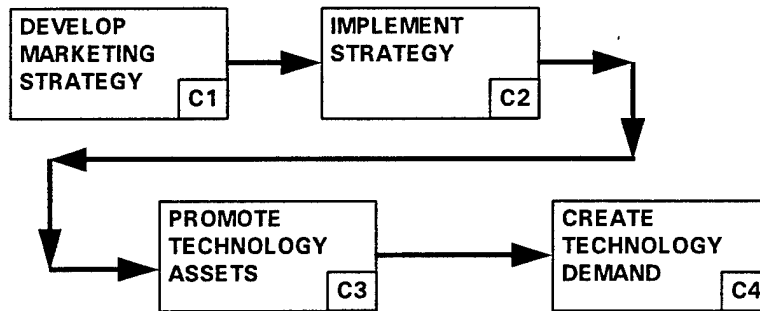 DEVELOP
MARKETING
STRATEGY
C1
IMPLEMENT
STRATEGY
C2
PROMOTE
TECHNOLOGY
ASSETS
C3
CREATE
TECHNOLOGY
DEMAND
C4